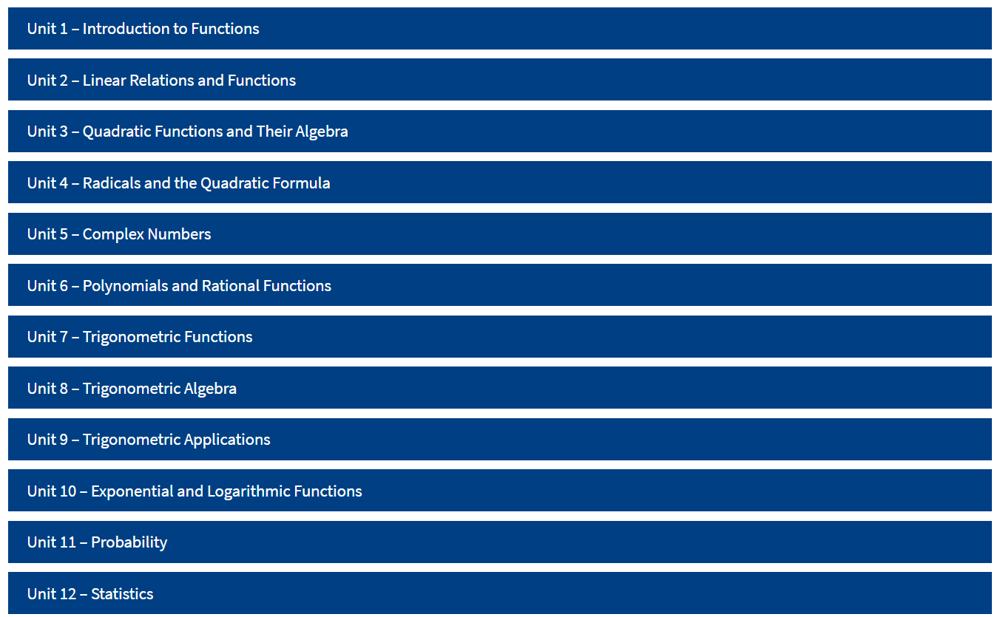 Unit 1 – Introduction to Functions
Unit 2 – Linear Relations and Functions
Unit 3 – Quadratic Functions and Their Algebra
Unit 4 – Radicals and the Quadratic Formula
Unit 5 – Complex Numbers
Unit 6 – Polynomials and Rational Functions
Unit 7 – Trigonometric Functions
Unit 8 – Trigonometric Algebra
Unit 9 – Trigonometric Applications
Unit 10 – Exponential and Logarithmic Functions
Unit 11 – Probability
Unit 12 – Statistics